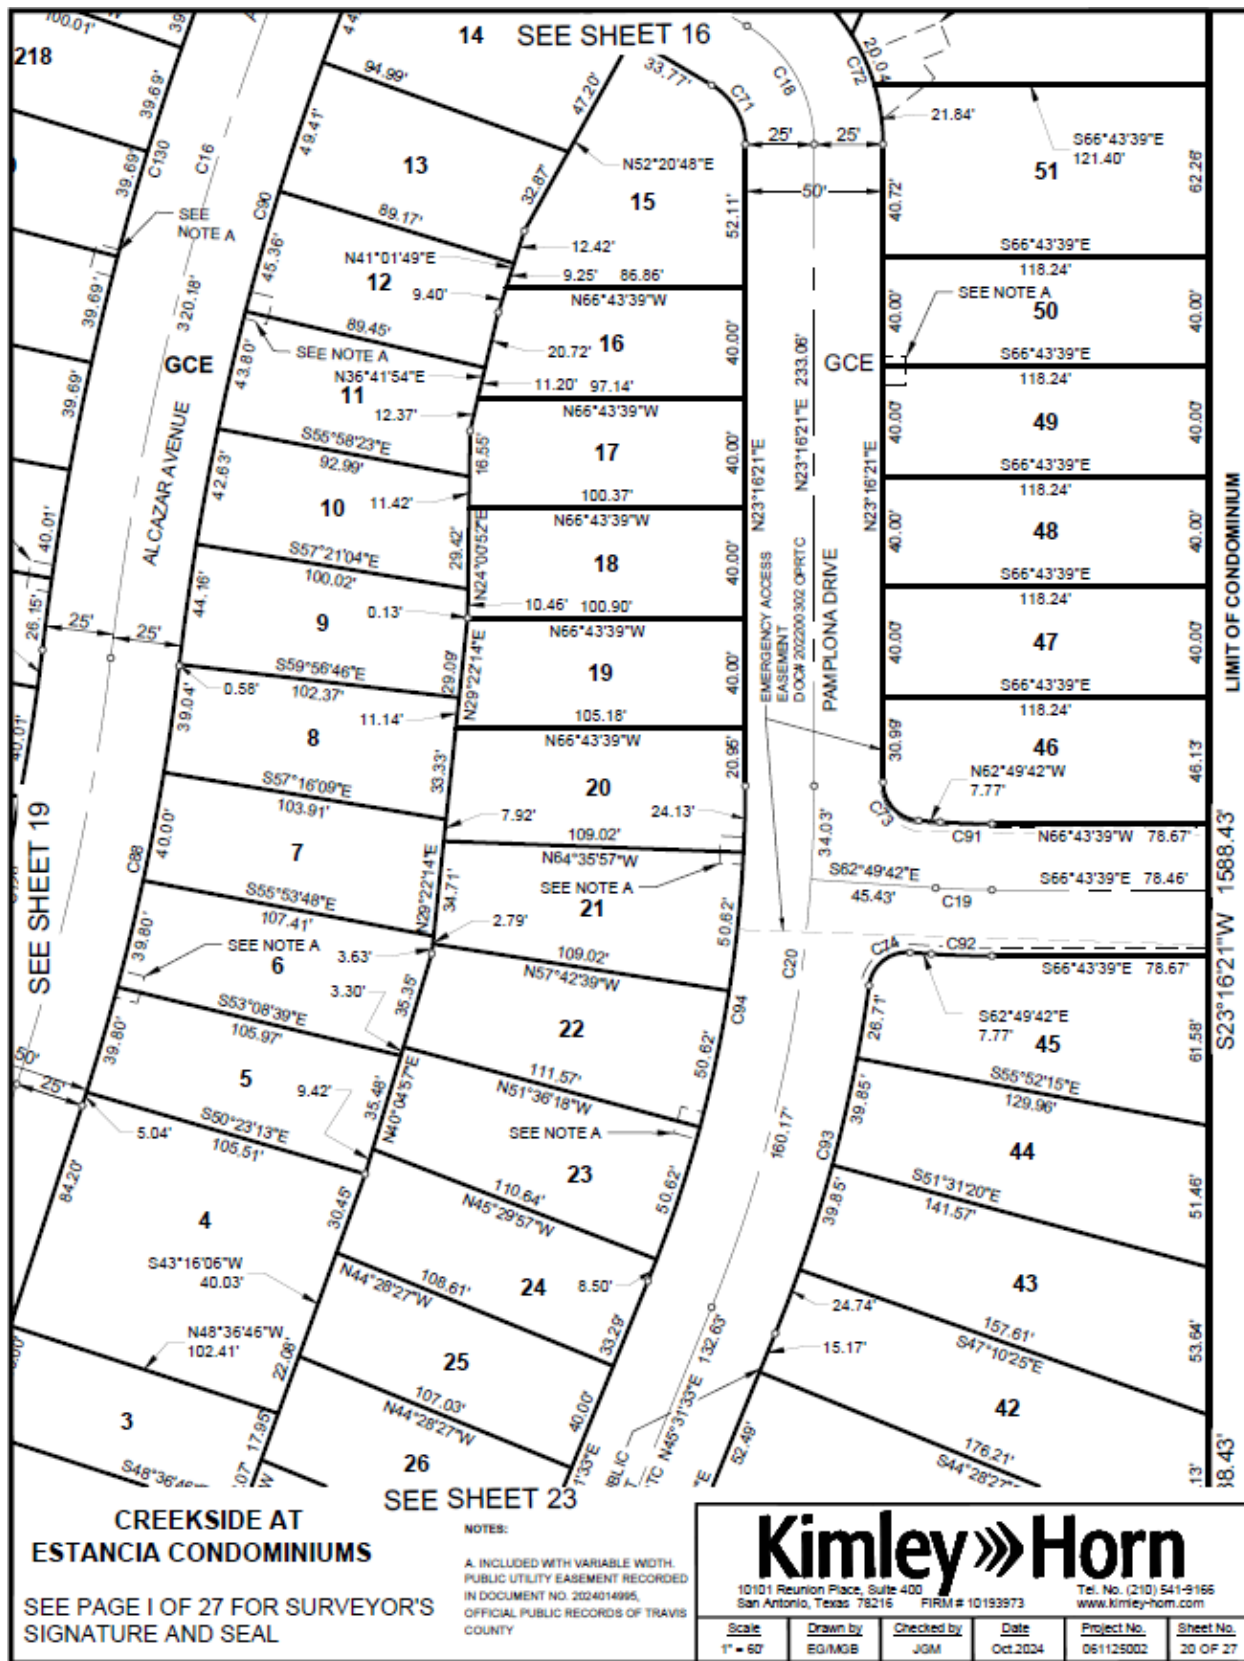 SEE SHEET 16
100.01'
39
218
39.69'
39.69'
39.69'
39.69'
C130
C16
320.18'
SEE
NOTE A
GCE
ALCAZAR AVENUE
40.01'
26.15'
40.01'
25'
25'
14
94.99'
49.41'
47.20'
13
C90
89.17'
32.87'
N41°01'49"E
12
45.36'
9.40'
89.45'
SEE NOTE A
N36°41'54"E
11
43.80'
12.37'
S55°58'23"E
92.99'
42.63'
10
11.42'
S57°21'04"E
100.02'
44.16'
9
0.13'
S59°56'46"E
102.37'
0.58'
39.04'
11.14'
8
S57°16'09"E
103.91'
40.00'
7
C88
S55°53'48"E
107.41'
39.80'
SEE NOTE A
6
3.63'
3.30'
S53°08'39"E
105.97'
39.80'
5
9.42'
S50°23'13"E
105.51'
5.04'
50'
25'
84.20'
4
S43°16'06"W
40.03'
N48°36'46"W
102.41'
3
S48°36'46"
30.45'
22.08'
17.95'
SEE SHEET 19
33.77'
C71
C18
C72
20.04
21.84'
25'
25'
50'
N52°20'48"E
15
52.11'
12.42'
9.25'
86.86'
N66°43'39"W
16
20.72'
40.00'
11.20'
97.14'
N66°43'39"W
17
16.55'
40.00'
100.37'
N66°43'39"W
18
29.42'
N24°00'52"E
40.00'
10.46'
100.90'
N66°43'39"W
19
29.09'
N29°22'14"E
40.00'
105.18'
N66°43'39"W
20
33.33'
20.95'
7.92'
24.13'
109.02'
N64°35'57"W
SEE NOTE A
21
N29°22'14"E
34.71'
2.79'
50.62'
109.02'
N57°42'39"W
22
35.35'
50.62'
C94
111.57'
N51°36'18"W
SEE NOTE A
23
35.48'
N40°04'57"E
50.62'
110.64'
N45°29'57"W
24
8.50'
108.61'
N44°28'27"W
33.29'
25
107.03'
N44°28'27"W
40.00'
26
1'33"E
N23°16'21"E
EMERGENCY ACCESS
EASEMENT
DOC# 202200302 OPRTC
N23°16'21"E 233.06'
PAMPLONA DRIVE
GCE
N23°16'21"E
S66°43'39"E
121.40'
51
62.26'
40.72'
S66°43'39"E
118.24'
SEE NOTE A
50
40.00'
40.00'
S66°43'39"E
118.24'
49
40.00'
40.00'
S66°43'39"E
118.24'
48
40.00'
40.00'
S66°43'39"E
118.24'
47
40.00'
40.00'
S66°43'39"E
118.24'
46
30.99'
46.13'
N62°49'42"W
7.77'
C73
C91
N66°43'39"W 78.67'
34.03'
S62°49'42"E
45.43'
C19
S66°43'39"E 78.46'
C74
C92
S66°43'39"E 78.67'
C20
160.17'
26.71'
S62°49'42"E
7.77'
45
61.58'
S55°52'15"E
129.96'
39.85'
44
C93
51.46'
S51°31'20"E
141.57'
39.85'
43
24.74'
53.64'
157.61'
S47°10'25"E
15.17'
42
176.21'
S44°28'27"
52.49'
132.63'
N45°31'33"E
LIMIT OF CONDOMINIUM
S23°16'21"W 1588.43'
SEE SHEET 23
CREEKSIDE AT
ESTANCIA CONDOMINIUMS
SEE PAGE I OF 27 FOR SURVEYOR'S
SIGNATURE AND SEAL
NOTES:
A. INCLUDED WITH VARIABLE WIDTH.
PUBLIC UTILITY EASEMENT RECORDED
IN DOCUMENT NO. 2024014995,
OFFICIAL PUBLIC RECORDS OF TRAVIS
COUNTY
Kimley»Horn
10101 Reunion Place, Suite 400
San Antonio, Texas 78216 FIRM # 10193973
Tel. No. (210) 541-9166
www.kimley-horn.com
Scale Drawn by Checked by Date Project No. Sheet No.
1" = 60' EG/MGB JGM Oct.2024 061125002 20 OF 27